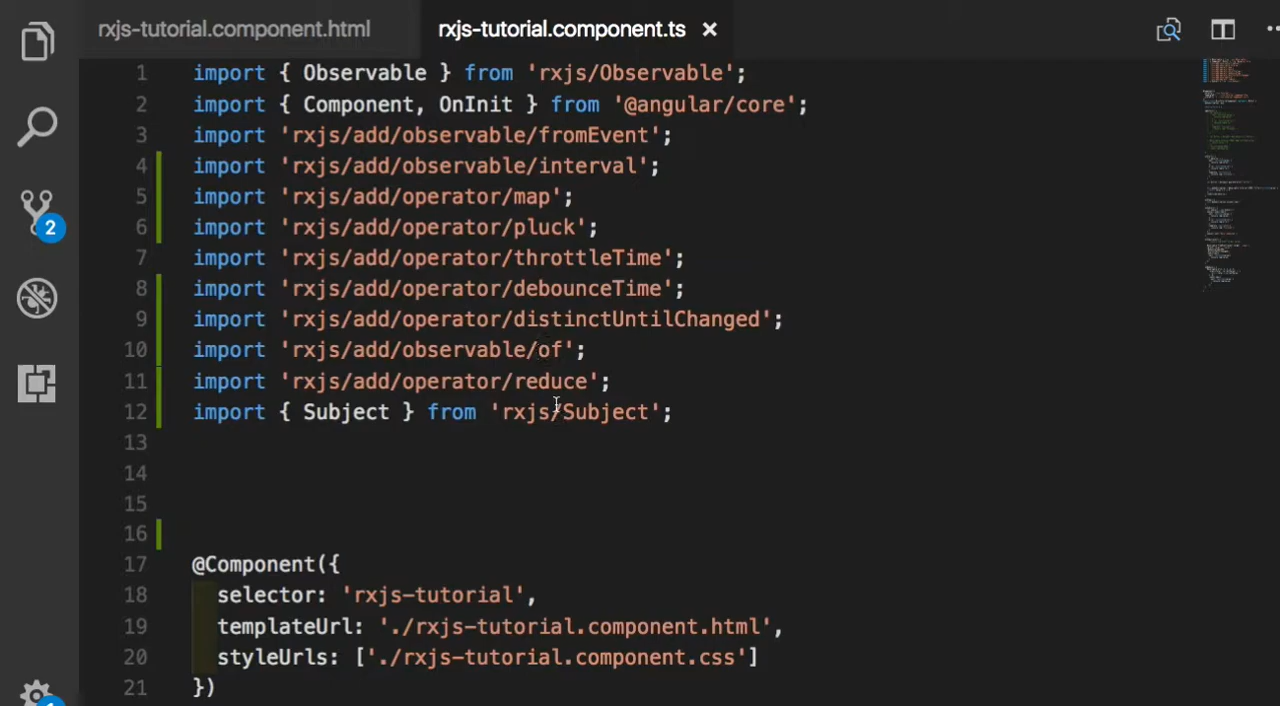 rxjs-tutorial.component.html
rxjs-tutorial.component.ts ×
1 import { Observable } from 'rxjs/Observable';
2 import { Component, OnInit } from '@angular/core';
3 import 'rxjs/add/observable/fromEvent';
4 import 'rxjs/add/observable/interval';
5 import 'rxjs/add/operator/map';
6 import 'rxjs/add/operator/pluck';
7 import 'rxjs/add/operator/throttleTime';
8 import 'rxjs/add/operator/debounceTime';
9 import 'rxjs/add/operator/distinctUntilChanged';
10 import 'rxjs/add/observable/of';
11 import 'rxjs/add/operator/reduce';
12 import { Subject } from 'rxjs/Subject';
13
14
15
16
17 @Component({
18 selector: 'rxjs-tutorial',
19 templateUrl: './rxjs-tutorial.component.html',
20 styleUrls: ['./rxjs-tutorial.component.css']
21 })
2